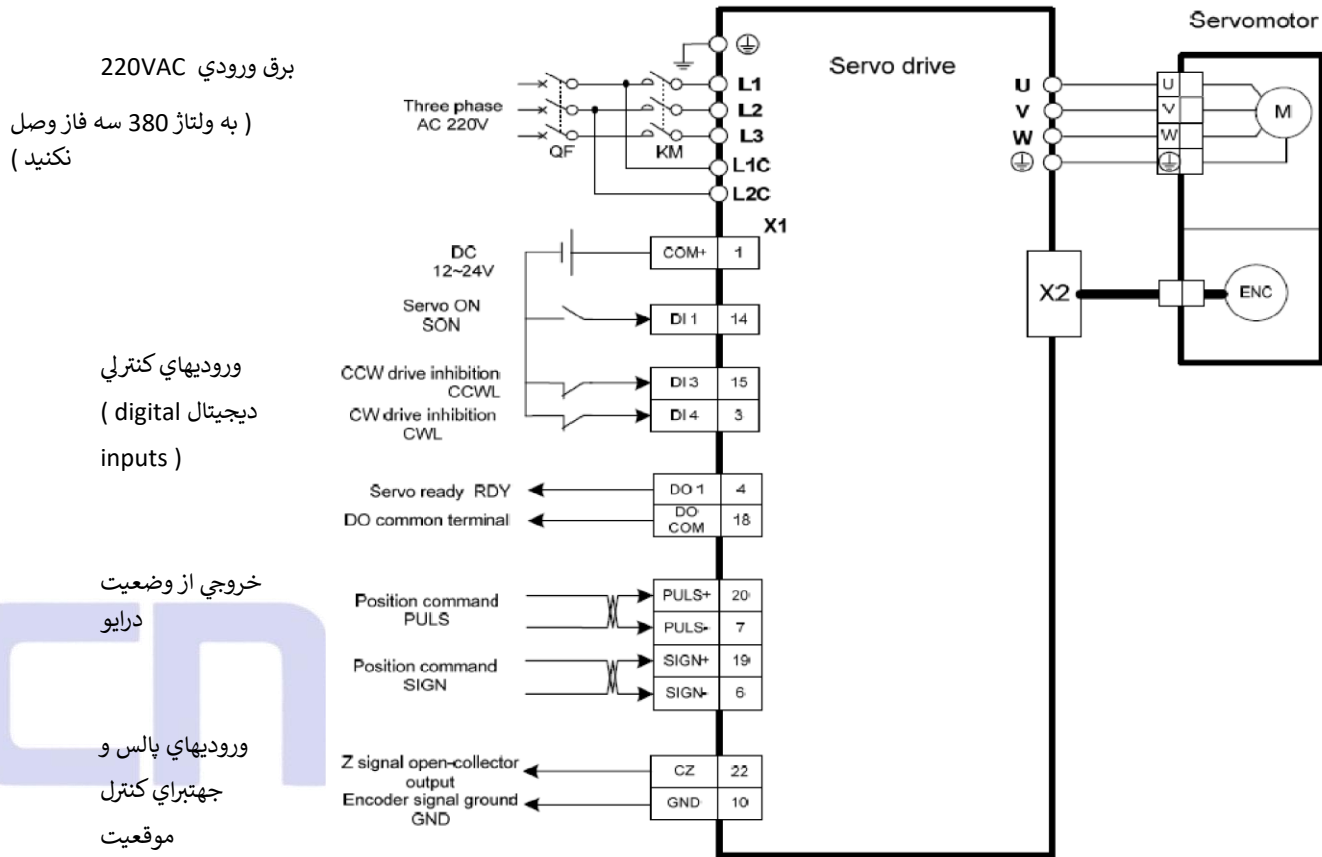 Servomotor
برق ورودي 220VAC
( به ولتاژ 380 سه فاز وصل
نكنيد )
Three phase
AC 220V
QF
KM
L1
L2
L3
L1C
L2C
Servo drive
U
V
W
U
V
W
M
X1
DC
12~24V
COM+ 1
Servo ON
SON
DI 1 14
X2
ENC
وروديهاي كنترلي
ديجيتال ( digital
inputs )
CCW drive inhibition
CCWL
DI 3 15
CW drive inhibition
CWL
DI 4 3
Servo ready RDY
DO 1 4
DO common terminal
DO
COM
18
خروجي از وضعيت
درايو
Position command
PULS
PULS+ 20
PULS- 7
Position command
SIGN
SIGN+ 19
SIGN- 6
وروديهاي پالس و
جهتبراي كنترل
موقعيت
Z signal open-collector
output
CZ 22
Encoder signal ground
GND
GND 10